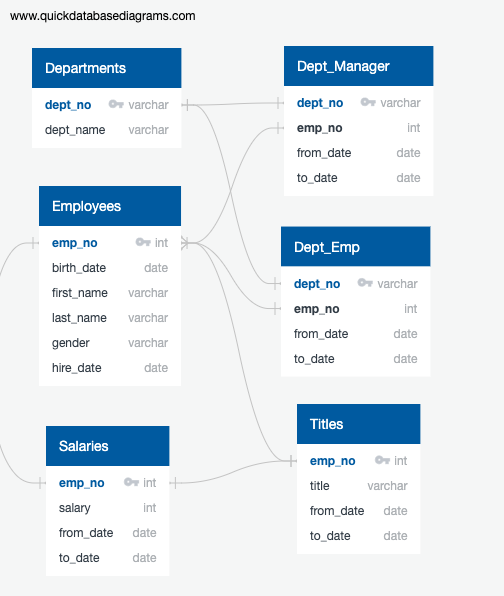 www.quickdatabasediagrams.com
Departments
dept_no varchar
dept_name varchar
Employees
emp_no int
birth_date date
first_name varchar
last_name varchar
gender varchar
hire_date date
Salaries
emp_no int
salary int
from_date date
to_date date
Dept_Manager
dept_no varchar
emp_no int
from_date date
to_date date
Dept_Emp
dept_no varchar
emp_no int
from_date date
to_date date
Titles
emp_no int
title varchar
from_date date
to_date date